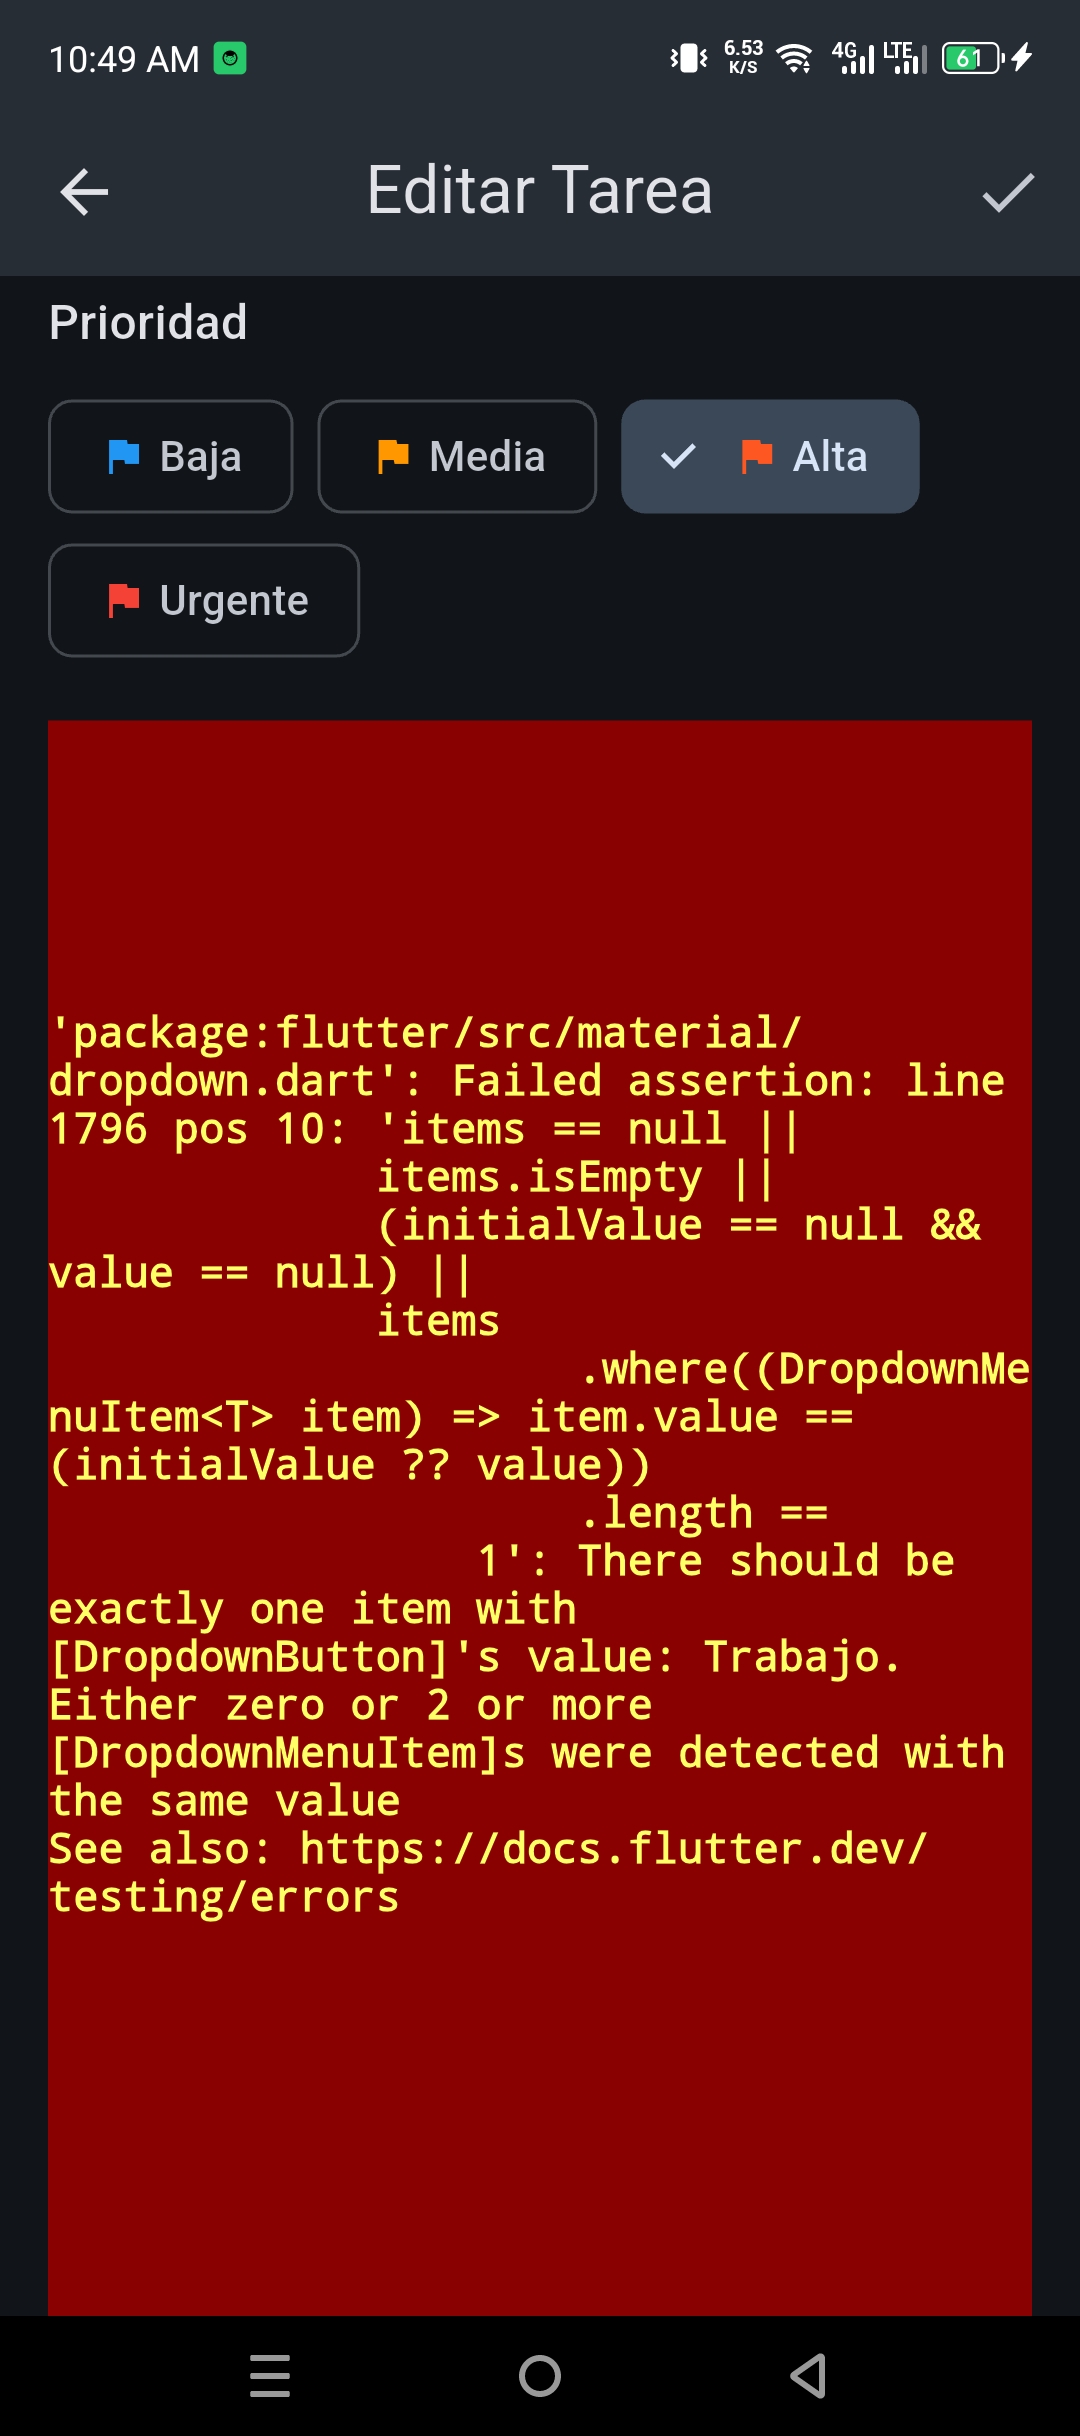 10:49 AM
6.53 K/S 4G LTE 61
Editar Tarea
Prioridad
Baja Media Alta
Urgente
'package:flutter/src/material/
dropdown.dart': Failed assertion: line
1796 pos 10: 'items == null ||
items.isEmpty ||
(initialValue == null &&
value == null) ||
items
.where((DropdownMe
nuItem<T> item) => item.value ==
(initialValue ?? value))
.length ==
1': There should be
exactly one item with
[DropdownButton]'s value: Trabajo.
Either zero or 2 or more
[DropdownMenuItem]s were detected with
the same value
See also: https://docs.flutter.dev/
testing/errors